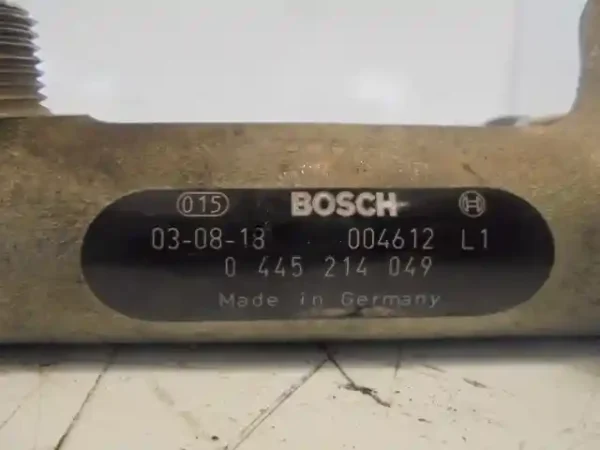 015 BOSCH
03-08-18 004612 L1
0 445 214 049
Made in Germany